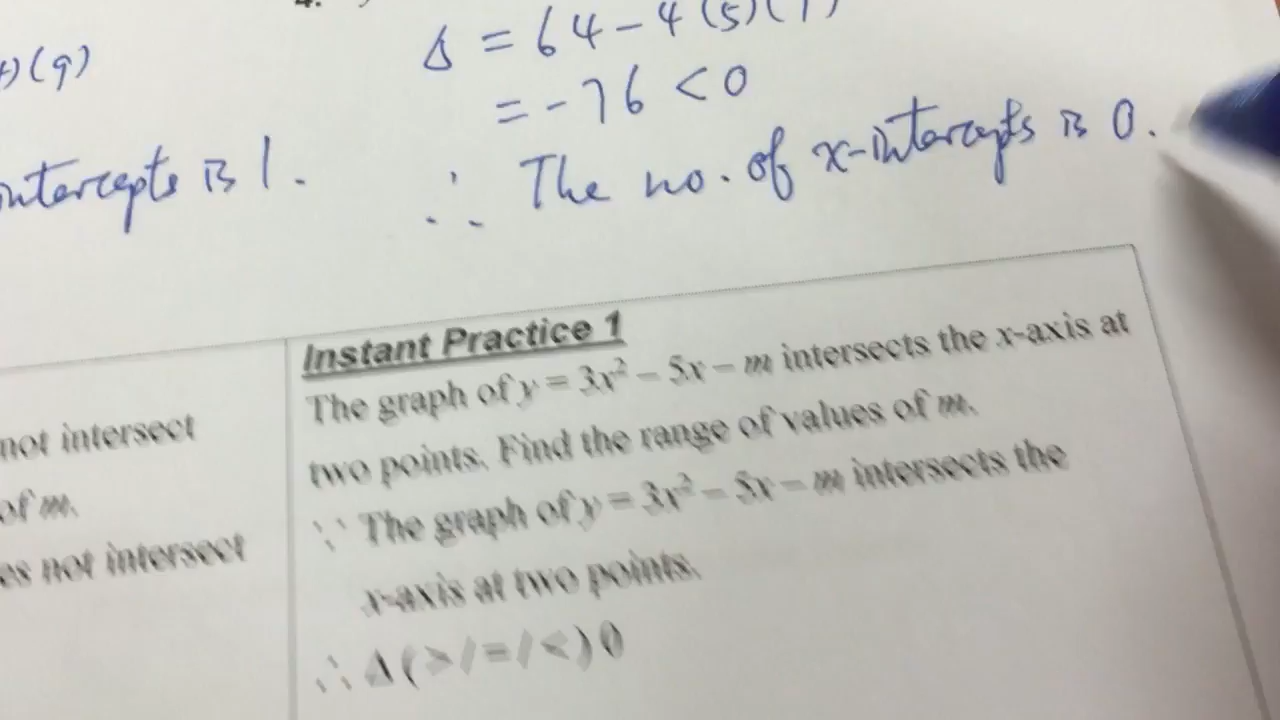 4.
)(9)
Δ = 64 – 4(5)(7)
= –76 < 0
intercepts is 1.
∴ The no. of x-intercepts is 0.
Instant Practice 1
The graph of y = 3x² – 5x – m intersects the x-axis at
two points. Find the range of values of m.
∵ The graph of y = 3x² – 5x – m intersects the
x-axis at two points.
∴ Δ (> / = / <) 0
not intersect
of m.
es not intersect